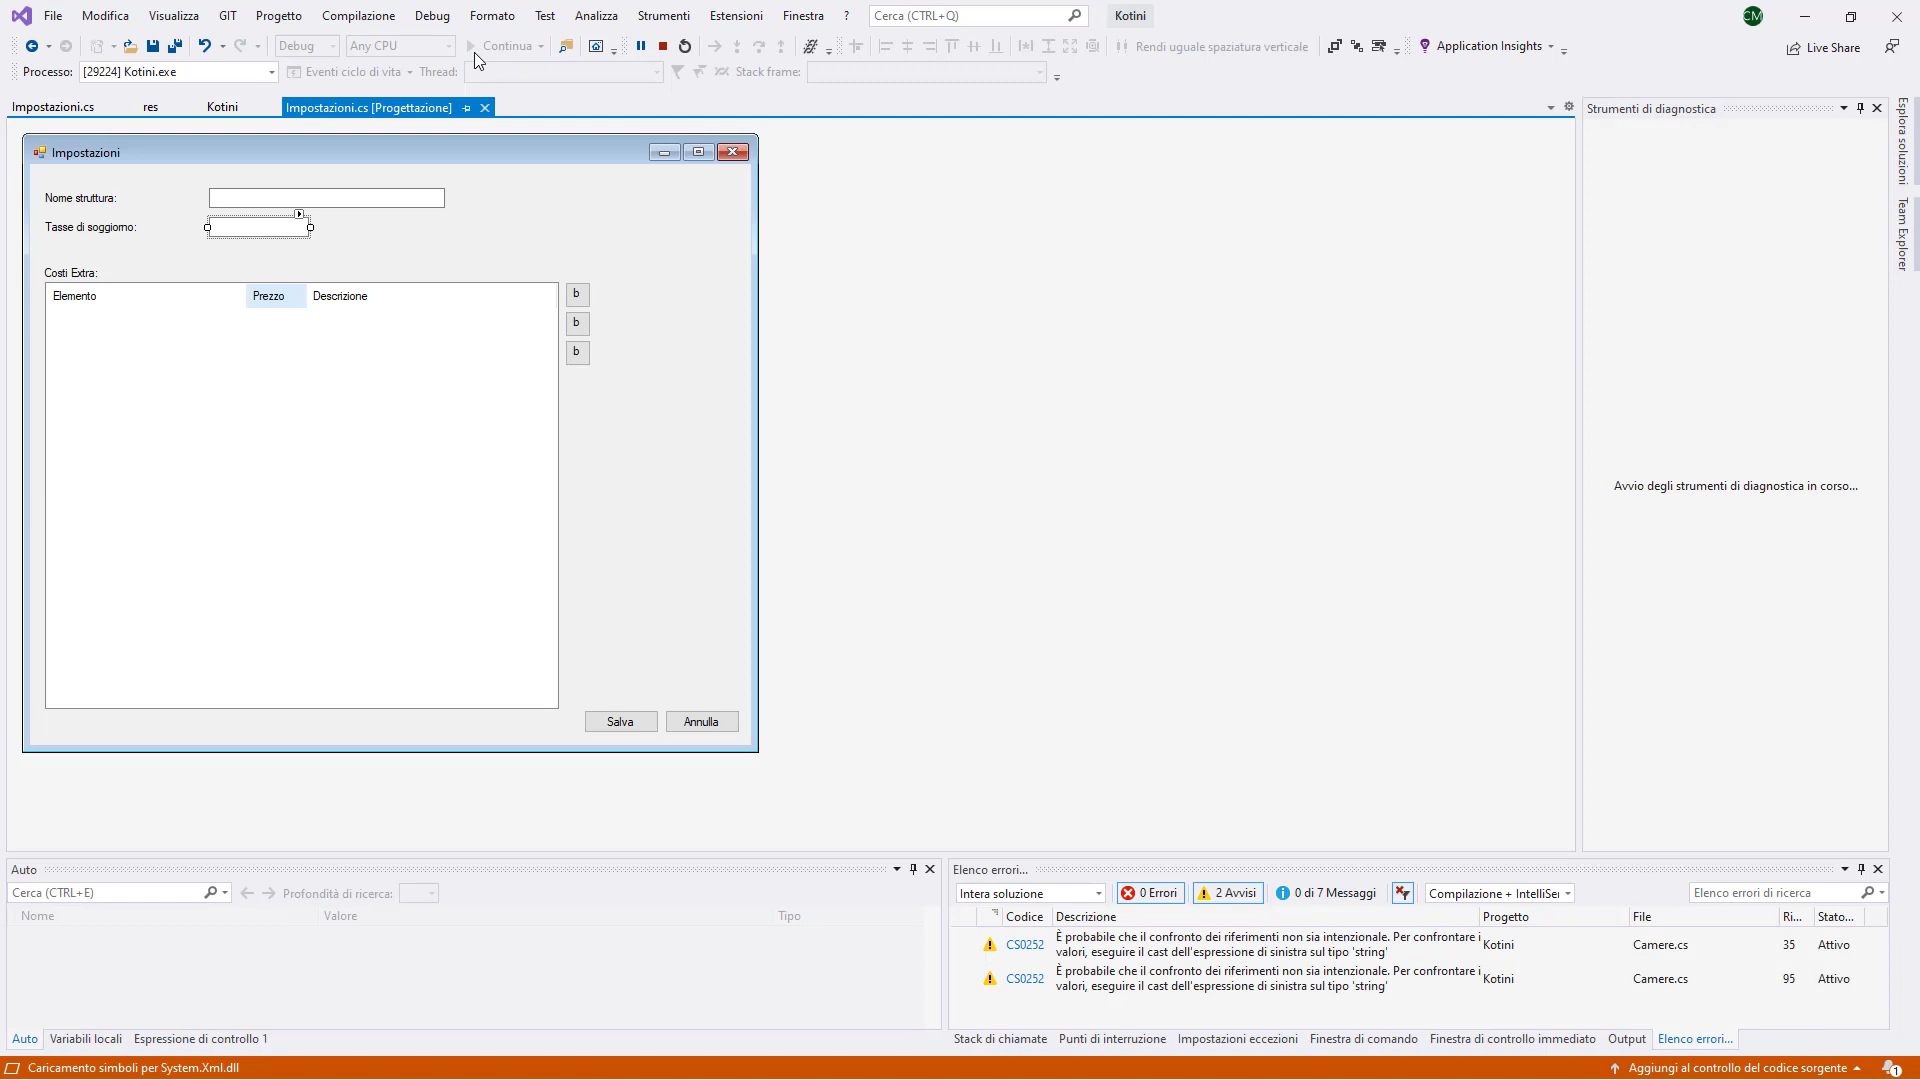 File Modifica Visualizza GIT Progetto Compilazione Debug Formato Test Analizza Strumenti Estensioni Finestra ? Cerca (CTRL+Q) Kotini CM
Debug Any CPU Continua Rendi uguale spaziatura verticale Application Insights Live Share
Processo: [29224] Kotini.exe Eventi ciclo di vita Thread: Stack frame:
Impostazioni.cs res Kotini Impostazioni.cs [Progettazione] Strumenti di diagnostica
Esplora soluzioni
Team Explorer
Impostazioni
Nome struttura:
Tasse di soggiorno:
Costi Extra:
Elemento Prezzo Descrizione b
b
b
Avvio degli strumenti di diagnostica in corso...
Salva Annulla
Auto
Cerca (CTRL+E) Profondità di ricerca:
Nome Valore Tipo
Elenco errori...
Intera soluzione 0 Errori 2 Avvisi 0 di 7 Messaggi Compilazione + IntelliSe Elenco errori di ricerca
Codice Descrizione Progetto File Ri... Stato...
CS0252 È probabile che il confronto dei riferimenti non sia intenzionale. Per confrontare i valori, eseguire il cast dell'espressione di sinistra sul tipo 'string' Kotini Camere.cs 35 Attivo
CS0252 È probabile che il confronto dei riferimenti non sia intenzionale. Per confrontare i valori, eseguire il cast dell'espressione di sinistra sul tipo 'string' Kotini Camere.cs 95 Attivo
Auto Variabili locali Espressione di controllo 1
Stack di chiamate Punti di interruzione Impostazioni eccezioni Finestra di comando Finestra di controllo immediato Output Elenco errori...
Caricamento simboli per System.Xml.dll Aggiungi al controllo del codice sorgente 1